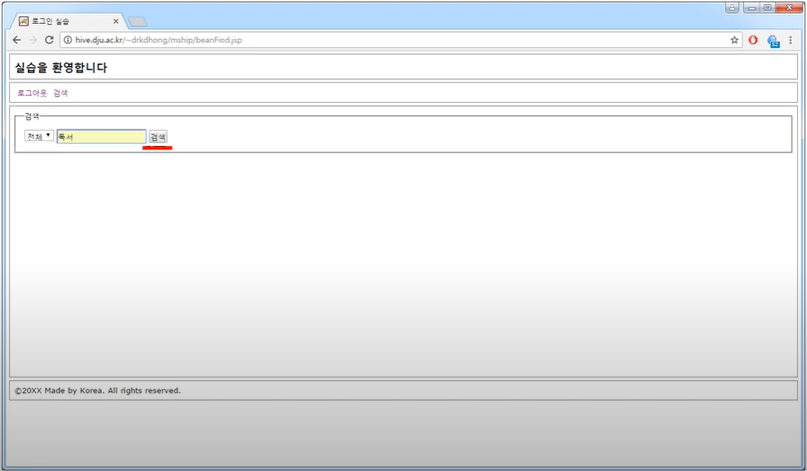 로그인 실습
hive.dju.ac.kr/~drkdhong/mship/beanFind.jsp
실습을 환영합니다
로그아웃 검색
검색
전체 독서 검색
©20XX Made by Korea. All rights reserved.